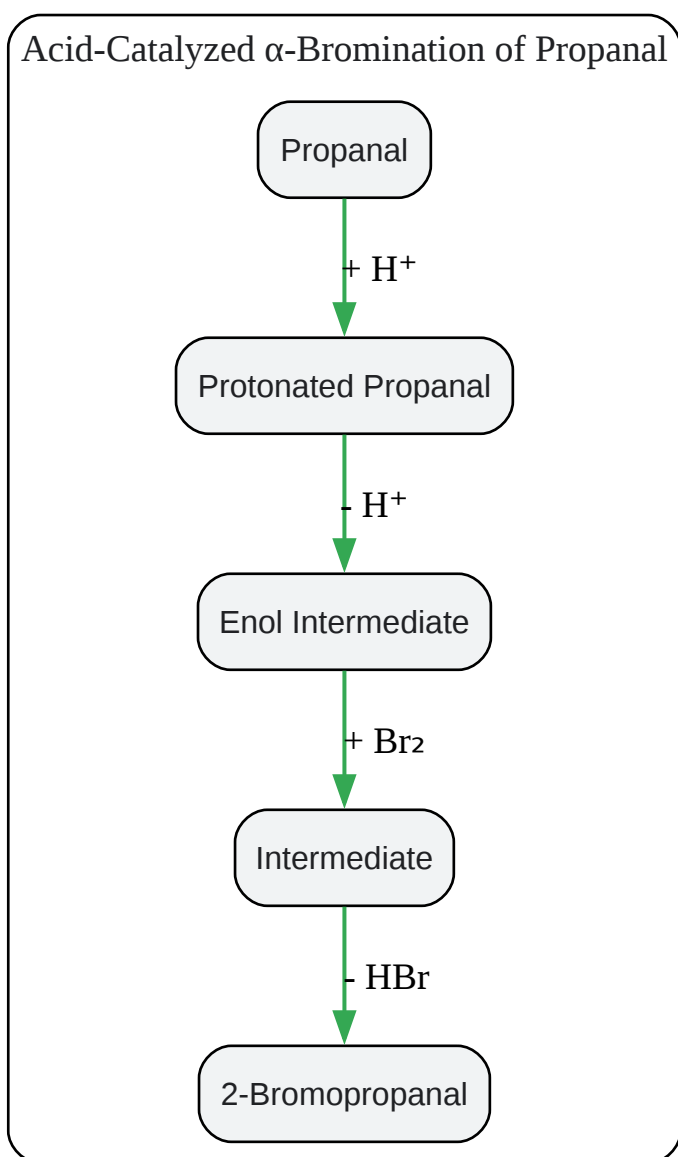 Acid-Catalyzed α-Bromination of Propanal
Propanal
+ H⁺
Protonated Propanal
- H⁺
Enol Intermediate
+ Br₂
Intermediate
- HBr
2-Bromopropanal